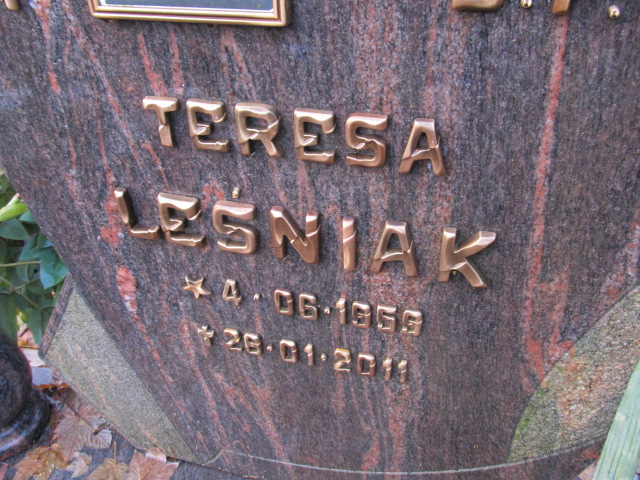 TERESA
LEŚNIAK
★ 4 · 06 · 1959
✝ 26 · 01 · 2011